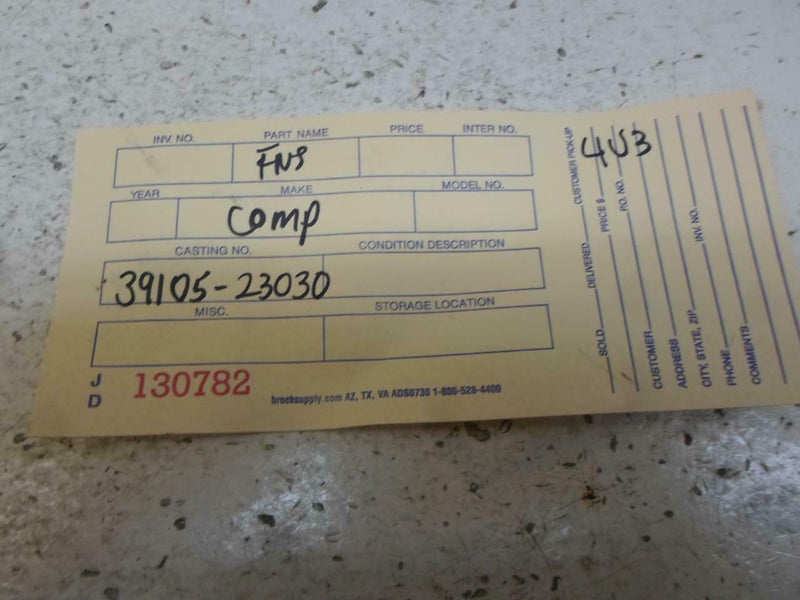 INV. NO. PART NAME PRICE INTER NO.
YEAR MAKE MODEL NO.
Comp
CASTING NO. CONDITION DESCRIPTION
39105-23030
MISC. STORAGE LOCATION
J D 130782
brocksupply.com AZ, TX, VA ADS0730 1-800-528-4400
4U3
SOLD DELIVERED CUSTOMER PICK-UP
PRICE $
P.O. NO.
CUSTOMER
ADDRESS
CITY, STATE, ZIP INV. NO.
PHONE
COMMENTS